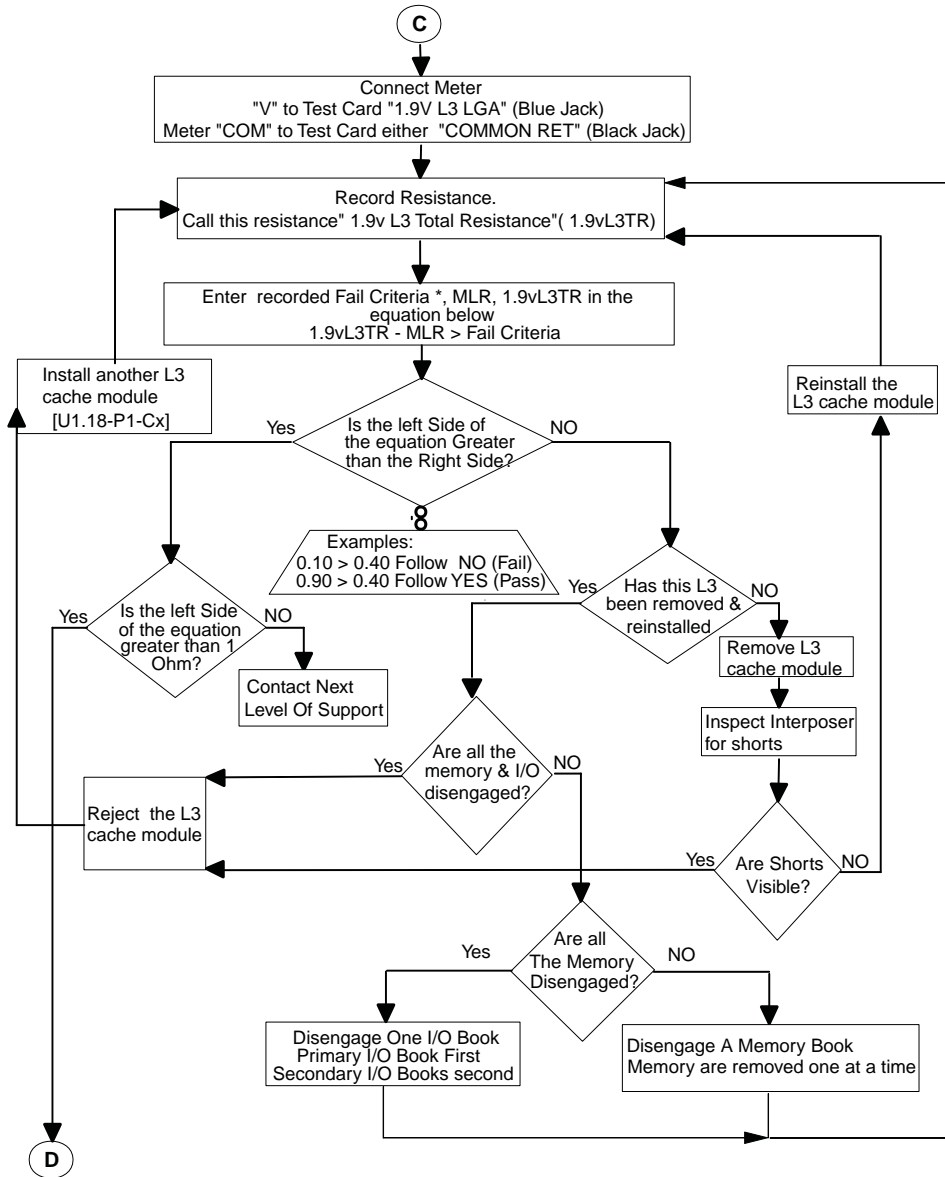 C
Connect Meter
"V" to Test Card "1.9V L3 LGA" (Blue Jack)
Meter "COM" to Test Card either "COMMON RET" (Black Jack)
Record Resistance.
Call this resistance" 1.9v L3 Total Resistance"( 1.9vL3TR)
Enter recorded Fail Criteria *, MLR, 1.9vL3TR in the
equation below
1.9vL3TR - MLR > Fail Criteria
Install another L3
cache module
[U1.18-P1-Cx]
Reinstall the
L3 cache module
Yes
Is the left Side of
the equation Greater
than the Right Side?
NO
Examples:
0.10 > 0.40 Follow NO (Fail)
0.90 > 0.40 Follow YES (Pass)
Yes
Is the left Side
Of the equation
greater than 1
Ohm?
NO
Yes
Has this L3
been removed &
reinstalled
NO
Remove L3
cache module
Contact Next
Level Of Support
Inspect Interposer
for shorts
Yes
Are all the
memory & I/O
disengaged?
NO
Reject the L3
cache module
Yes
Are Shorts
Visible?
NO
Yes
Are all
The Memory
Disengaged?
NO
Disengage One I/O Book
Primary I/O Book First
Secondary I/O Books second
Disengage A Memory Book
Memory are removed one at a time
D